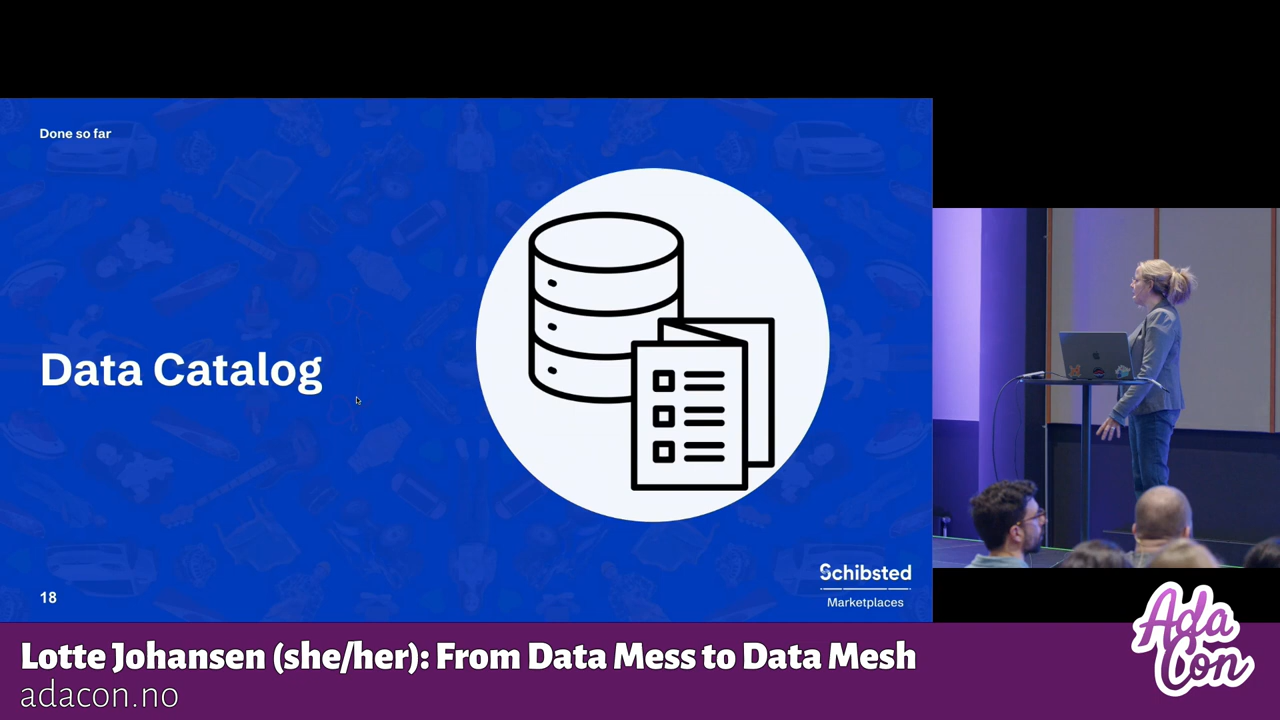 Done so far
Data Catalog
18
Schibsted
Marketplaces
Lotte Johansen (she/her): From Data Mess to Data Mesh
adacon.no
Ada
Con